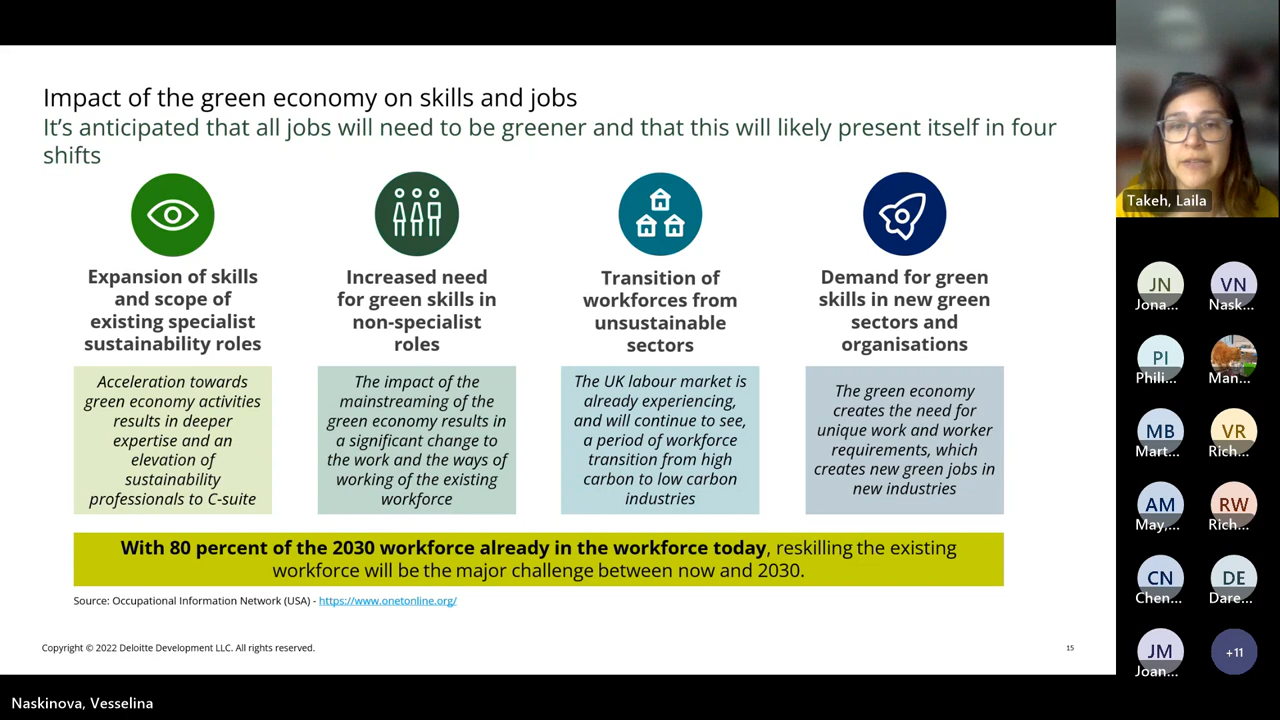 Impact of the green economy on skills and jobs
It's anticipated that all jobs will need to be greener and that this will likely present itself in four
shifts
Expansion of skills
and scope of
existing specialist
sustainability roles
Acceleration towards
green economy activities
results in deeper
expertise and an
elevation of
sustainability
professionals to C-suite
Increased need
for green skills in
non-specialist
roles
The impact of the
mainstreaming of the
green economy results in
a significant change to
the work and the ways of
working of the existing
workforce
Transition of
workforces from
unsustainable
sectors
The UK labour market is
already experiencing,
and will continue to see,
a period of workforce
transition from high
carbon to low carbon
industries
Demand for green
skills in new green
sectors and
organisations
The green economy
creates the need for
unique work and worker
requirements, which
creates new green jobs in
new industries
With 80 percent of the 2030 workforce already in the workforce today, reskilling the existing
workforce will be the major challenge between now and 2030.
Source: Occupational Information Network (USA) - https://www.onetonline.org/
Copyright © 2022 Deloitte Development LLC. All rights reserved.
15
Naskinova, Vesselina
Takeh, Laila
JN
Jona...
VN
Nask...
PI
Phili...
Man...
MB
Mart...
VR
Rich...
AM
May,...
RW
Rich...
CN
Chen...
DE
Dare...
JM
Joan...
+11